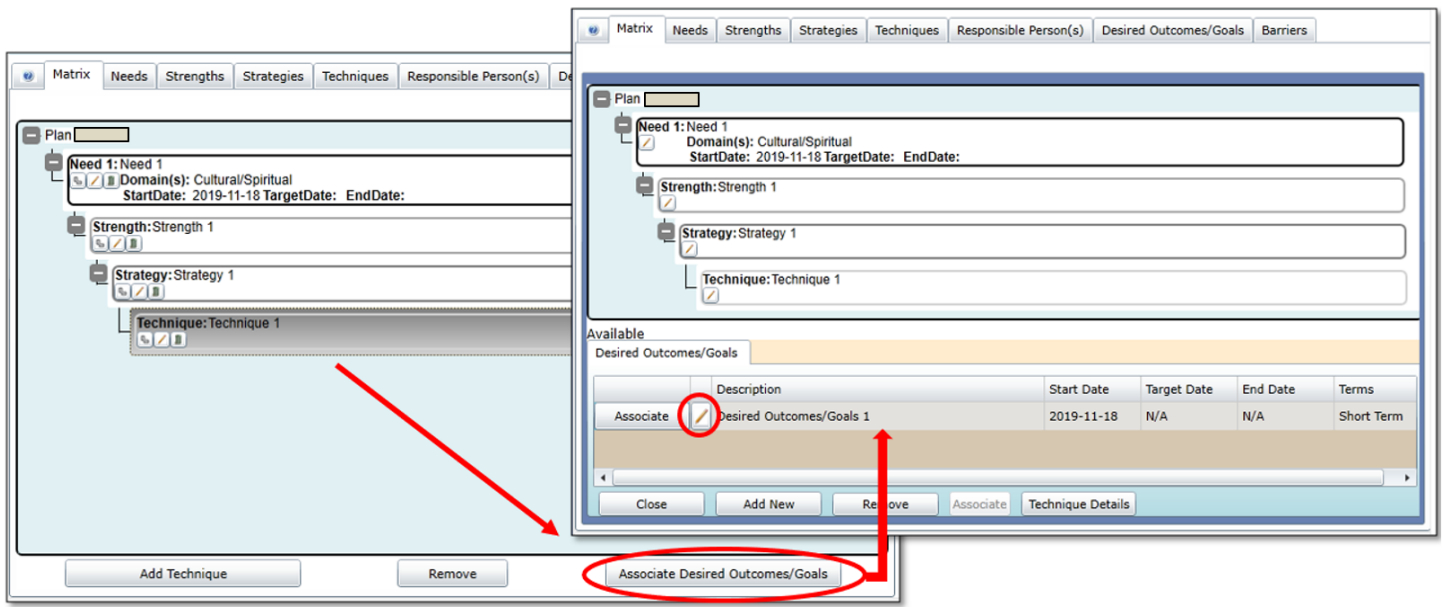 Matrix Needs Strengths Strategies Techniques Responsible Person(s)
Plan
Need 1: Need 1
Domain(s): Cultural/Spiritual
StartDate: 2019-11-18 TargetDate: EndDate:
Strength: Strength 1
Strategy: Strategy 1
Technique: Technique 1
Add Technique Remove Associate Desired Outcomes/Goals
Matrix Needs Strengths Strategies Techniques Responsible Person(s) Desired Outcomes/Goals Barriers
Plan
Need 1: Need 1
Domain(s): Cultural/Spiritual
StartDate: 2019-11-18 TargetDate: EndDate:
Strength: Strength 1
Strategy: Strategy 1
Technique: Technique 1
Available
Desired Outcomes/Goals
Description Start Date Target Date End Date Terms
Associate Desired Outcomes/Goals 1 2019-11-18 N/A N/A Short Term
Close Add New Remove Associate Technique Details